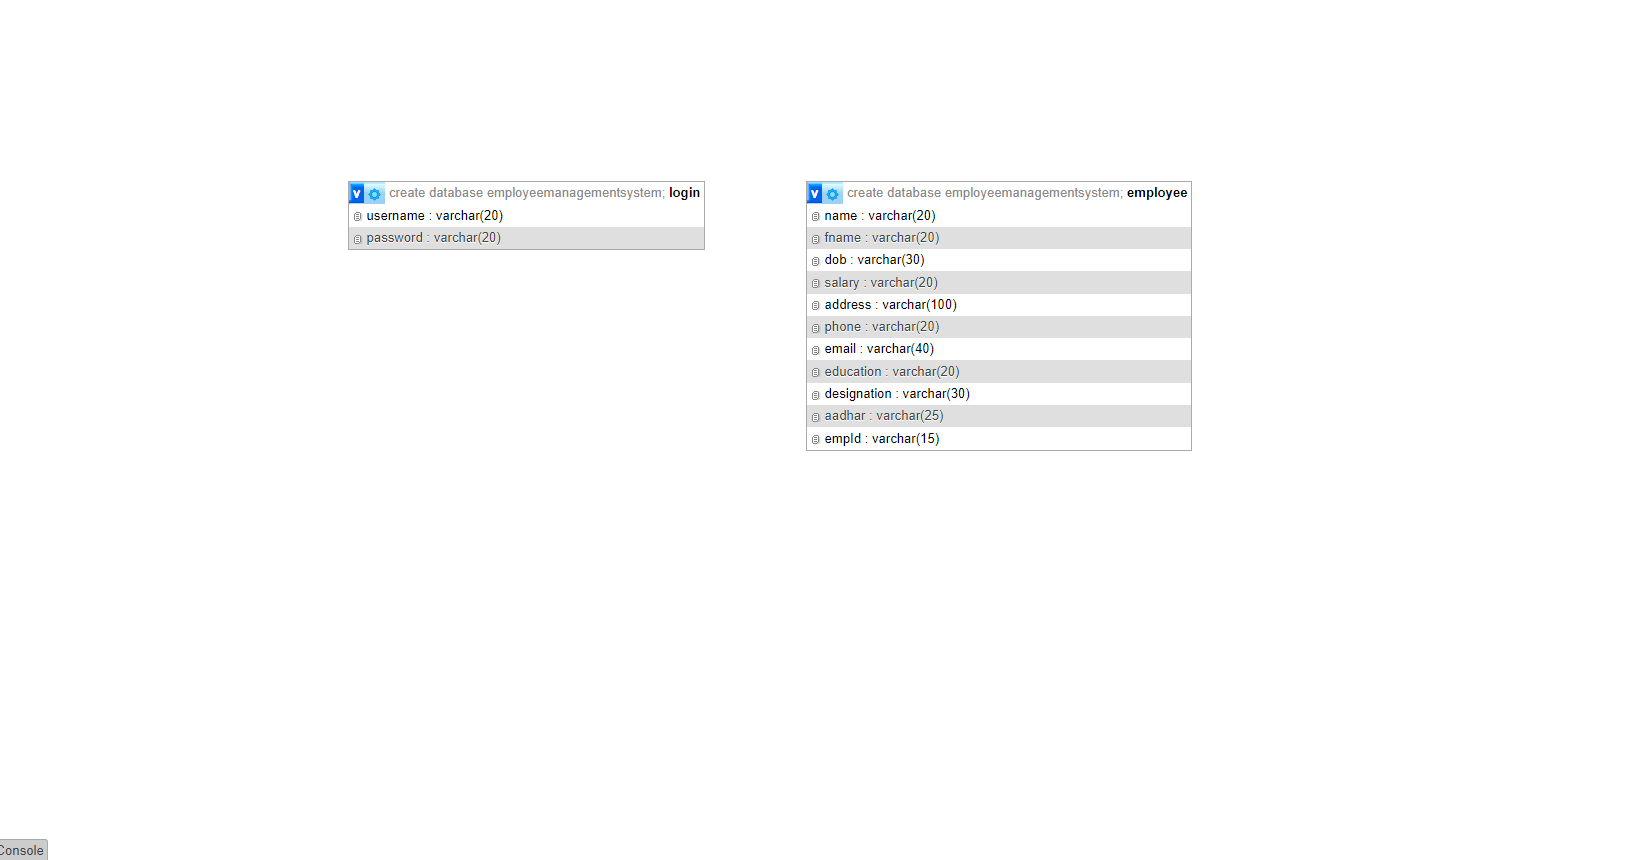 v create database employeemanagementsystem; login
username : varchar(20)
password : varchar(20)
v create database employeemanagementsystem; employee
name : varchar(20)
fname : varchar(20)
dob : varchar(30)
salary : varchar(20)
address : varchar(100)
phone : varchar(20)
email : varchar(40)
education : varchar(20)
designation : varchar(30)
aadhar : varchar(25)
empId : varchar(15)
Console